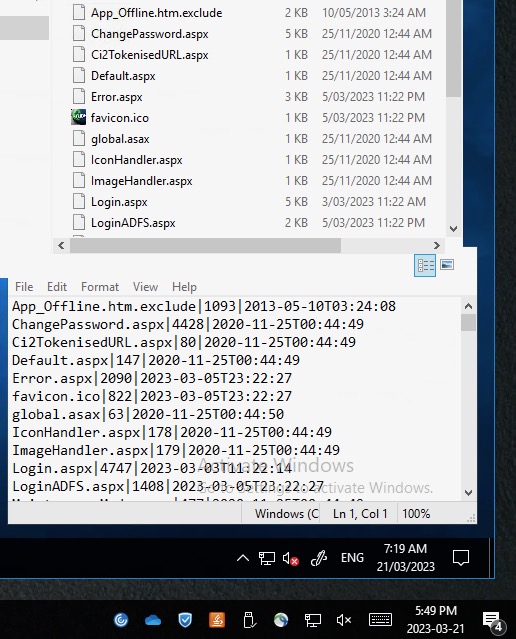 App_Offline.htm.exclude 2 KB 10/05/2013 3:24 AM
ChangePassword.aspx 5 KB 25/11/2020 12:44 AM
Ci2TokenisedURL.aspx 1 KB 25/11/2020 12:44 AM
Default.aspx 1 KB 25/11/2020 12:44 AM
Error.aspx 3 KB 5/03/2023 11:22 PM
favicon.ico 1 KB 5/03/2023 11:22 PM
global.asax 1 KB 25/11/2020 12:44 AM
IconHandler.aspx 1 KB 25/11/2020 12:44 AM
ImageHandler.aspx 1 KB 25/11/2020 12:44 AM
Login.aspx 5 KB 3/03/2023 11:22 AM
LoginADFS.aspx 2 KB 5/03/2023 11:22 PM
File Edit Format View Help
App_Offline.htm.exclude|1093|2013-05-10T03:24:08
ChangePassword.aspx|4428|2020-11-25T00:44:49
Ci2TokenisedURL.aspx|80|2020-11-25T00:44:49
Default.aspx|147|2020-11-25T00:44:49
Error.aspx|2090|2023-03-05T23:22:27
favicon.ico|822|2023-03-05T23:22:27
global.asax|63|2020-11-25T00:44:50
IconHandler.aspx|178|2020-11-25T00:44:49
ImageHandler.aspx|179|2020-11-25T00:44:49
Activate Windows
Login.aspx|4747|2023-03-03T11:22:14
LoginADFS.aspx|1408|2023-03-05T23:22:27
Go to Settings to activate Windows.
Windows (C Ln 1, Col 1 100%
ENG 7:19 AM
21/03/2023
5:49 PM
2023-03-21
4